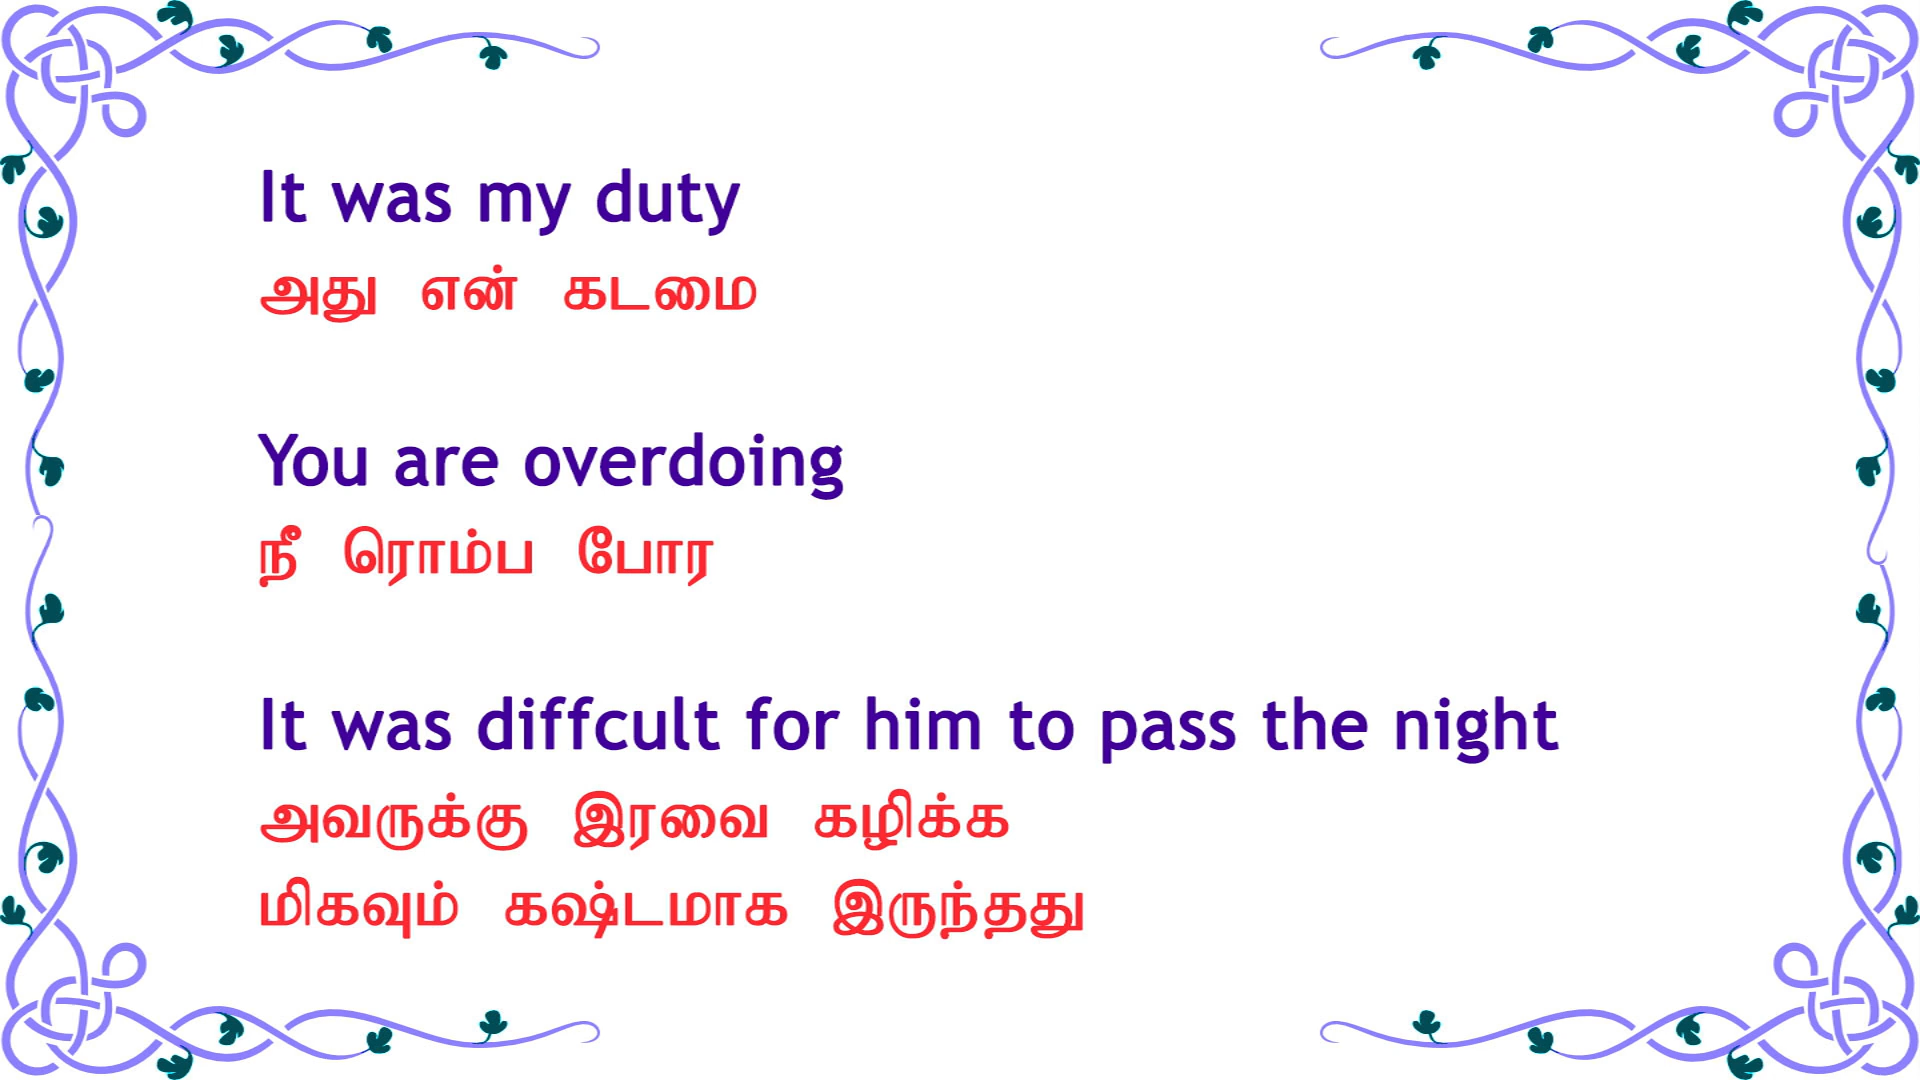 It was my duty
அது என் கடமை
You are overdoing
நீ ரொம்ப போர
It was diffcult for him to pass the night
அவருக்கு இரவை கழிக்க
மிகவும் கஷ்டமாக இருந்தது